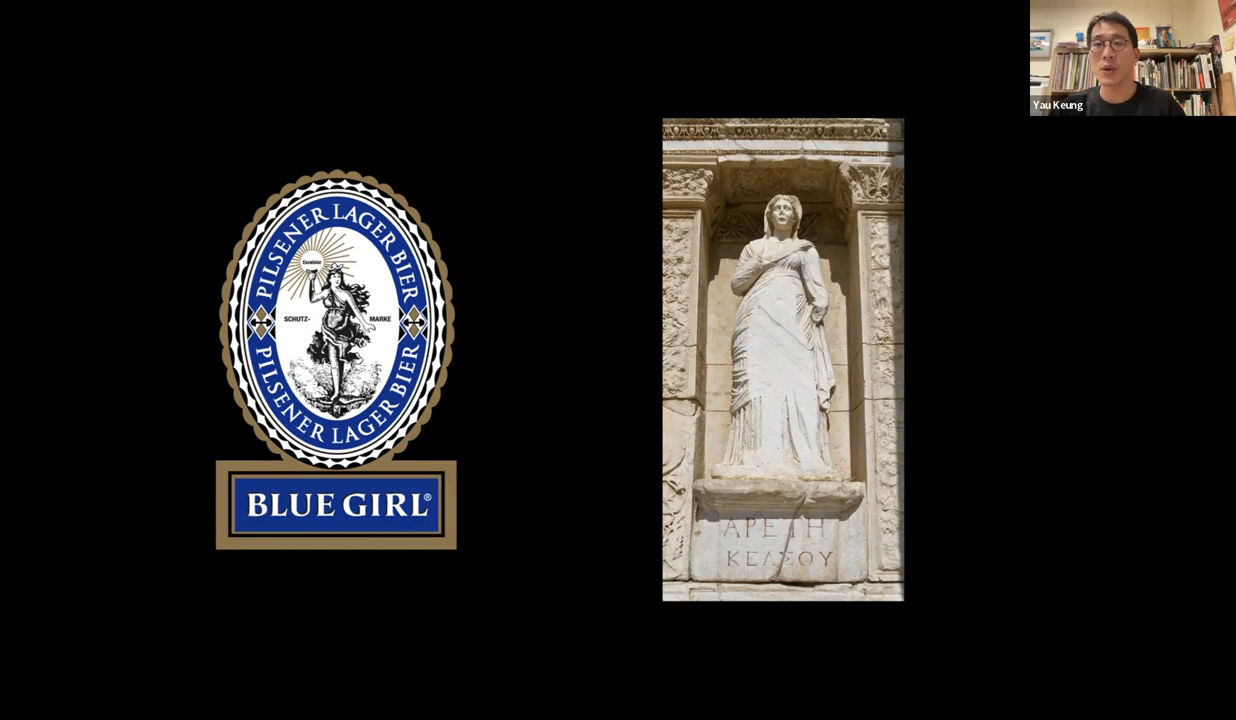 PILSENER LAGER BIER
Excelsior
SCHUTZ-
MARKE
PILSENER LAGER BIER
BLUE GIRL®
ΑΡΕΤΗ
ΚΕΛΣΟΥ
Yau Keung